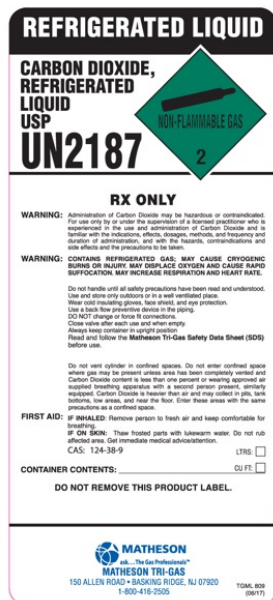 REFRIGERATED LIQUID
CARBON DIOXIDE,
REFRIGERATED
LIQUID
USP
UN2187
NON-FLAMMABLE GAS
2
RX ONLY
WARNING: Administration of Carbon Dioxide may be hazardous or contraindicated.
For use only by or under the supervision of a licensed practitioner who is
experienced in the use and administration of Carbon Dioxide and is
familiar with the indications, effects, dosages, methods, and frequency and
duration of administration, and with the hazards, contraindications and
side effects and the precautions to be taken.
WARNING: CONTAINS REFRIGERATED GAS; MAY CAUSE CRYOGENIC
BURNS OR INJURY. MAY DISPLACE OXYGEN AND CAUSE RAPID
SUFFOCATION. MAY INCREASE RESPIRATION AND HEART RATE.
Do not handle until all safety precautions have been read and understood.
Use and store only outdoors or in a well ventilated place.
Wear cold insulating gloves, face shield, and eye protection.
Use a back flow preventive device in the piping.
DO NOT change or force fit connections.
Close valve after each use and when empty.
Always keep container in upright position
Read and follow the Matheson Tri-Gas Safety Data Sheet (SDS)
before use.
Do not vent cylinder in confined spaces. Do not enter confined space
where gas may be present unless area has been completely vented and
Carbon Dioxide content is less than one percent or wearing approved air
supplied breathing apparatus with a second person present, similarly
equipped. Carbon Dioxide is heavier than air and may collect in pits, tank
bottoms, low areas, and near the floor. Enter these areas with the same
precautions as a confined space.
FIRST AID: IF INHALED: Remove person to fresh air and keep comfortable for
breathing.
IF ON SKIN: Thaw frosted parts with lukewarm water. Do not rub
affected area. Get immediate medical advice/attention.
CAS: 124-38-9 LTRS:
CONTAINER CONTENTS: CU FT:
DO NOT REMOVE THIS PRODUCT LABEL.
MATHESON
ask. . .The Gas Professionals™
MATHESON TRI-GAS
150 ALLEN ROAD • BASKING RIDGE, NJ 07920
1-800-416-2505
TGML 809
(06/17)